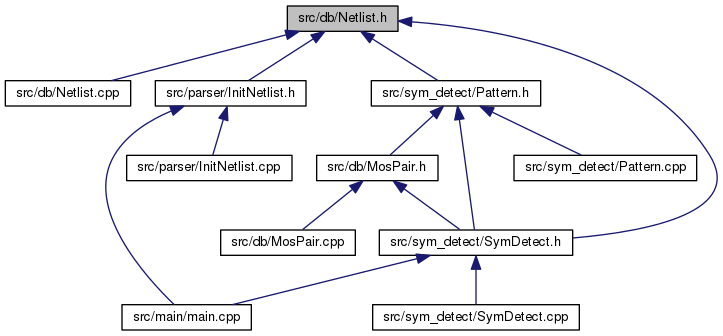 src/db/Netlist.h
src/db/Netlist.cpp
src/parser/InitNetlist.h
src/sym_detect/Pattern.h
src/parser/InitNetlist.cpp
src/db/MosPair.h
src/sym_detect/Pattern.cpp
src/db/MosPair.cpp
src/sym_detect/SymDetect.h
src/main/main.cpp
src/sym_detect/SymDetect.cpp